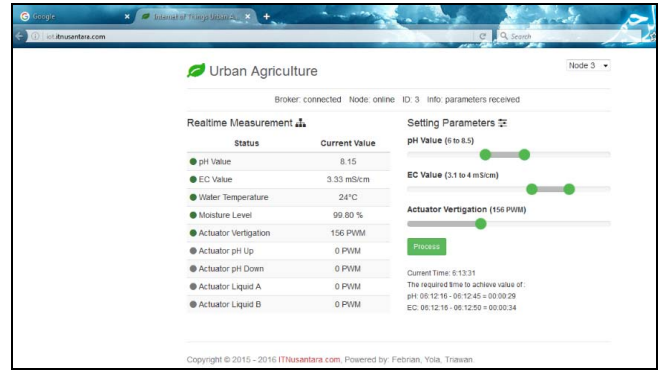 Google
Internet of Things Urban A
iot.itnusantara.com
Search
Urban Agriculture
Node 3
Broker: connected Node: online ID: 3 Info: parameters received
Realtime Measurement
Status Current Value
pH Value 8.15
EC Value 3.33 mS/cm
Water Temperature 24°C
Moisture Level 99.80 %
Actuator Vertigation 156 PWM
Actuator pH Up 0 PWM
Actuator pH Down 0 PWM
Actuator Liquid A 0 PWM
Actuator Liquid B 0 PWM
Setting Parameters
pH Value (6 to 8.5)
EC Value (3.1 to 4 mS/cm)
Actuator Vertigation (156 PWM)
Process
Current Time: 6:13:31
The required time to achieve value of :
pH: 06:12:16 - 06:12:45 = 00:00:29
EC: 06:12:16 - 06:12:50 = 00:00:34
Copyright © 2015 - 2016 ITNusantara.com, Powered by: Febrian, Yola, Triawan.